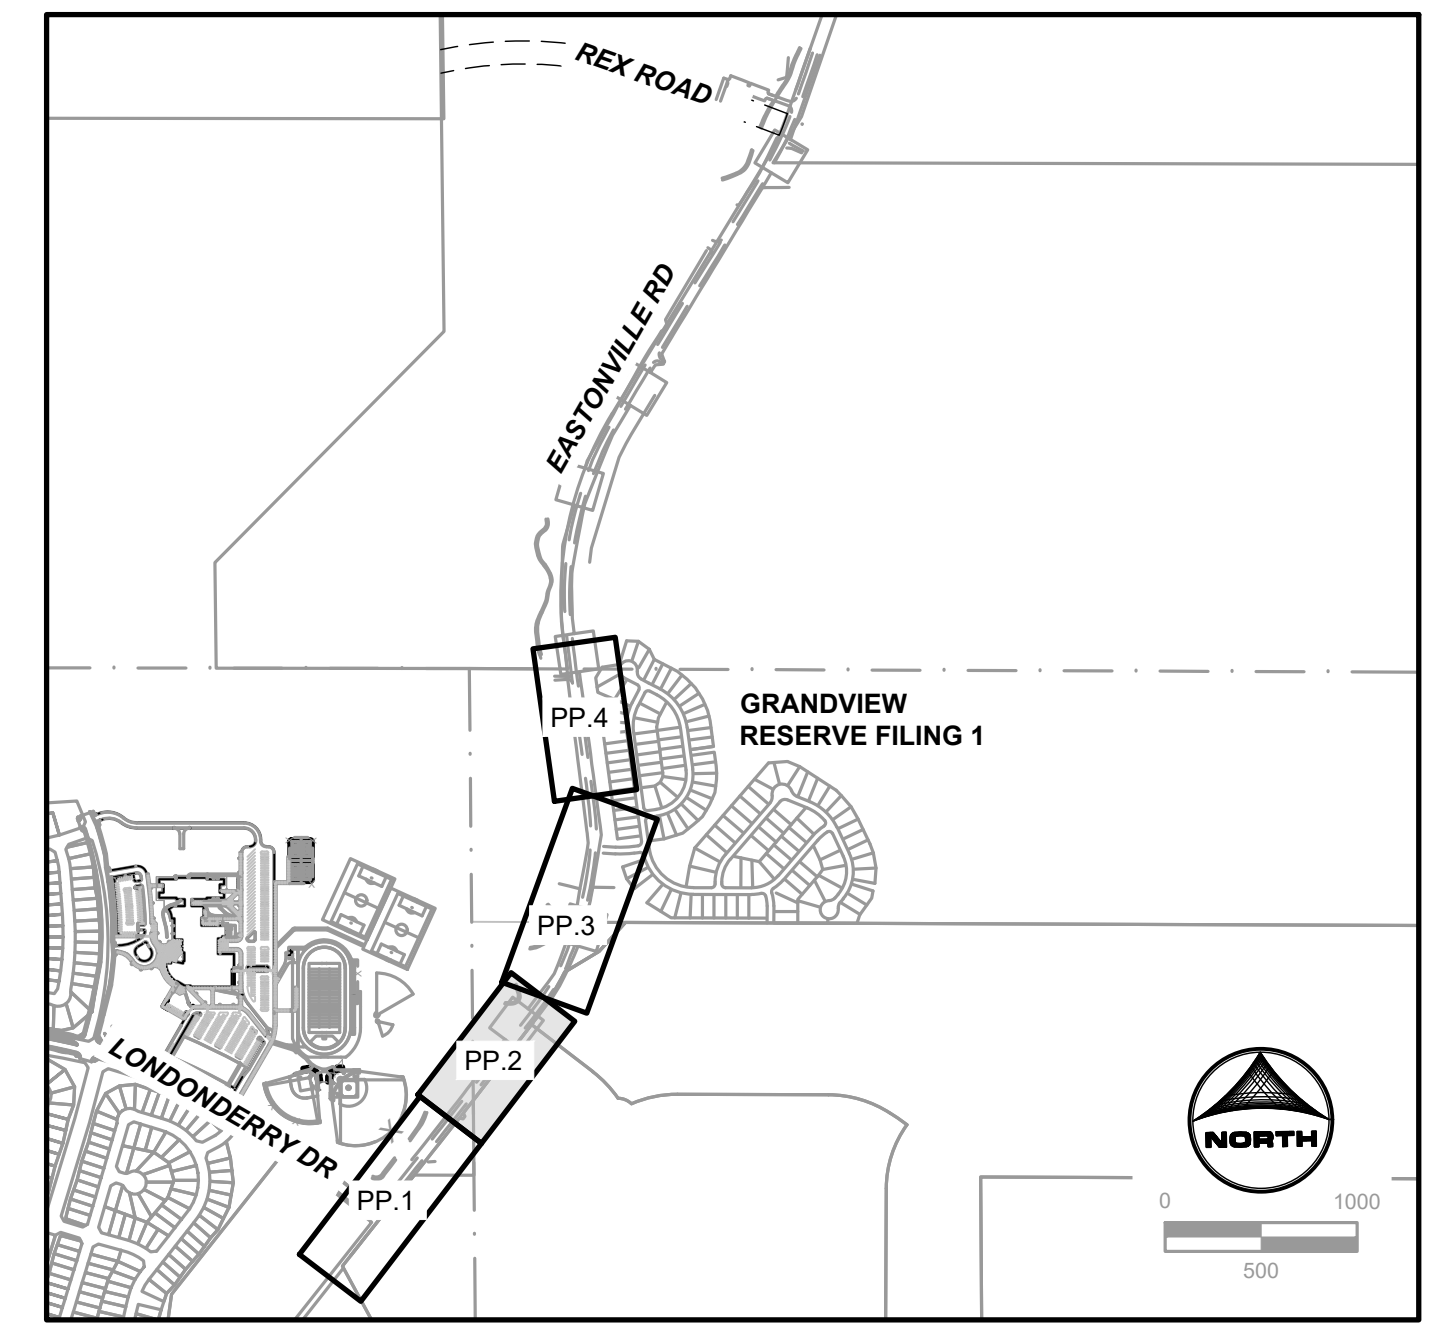 REX ROAD
EASTONVILLE RD
PP.4
GRANDVIEW
RESERVE FILING 1
PP.3
PP.2
LONDONDERRY DR
PP.1
NORTH
0
1000
500